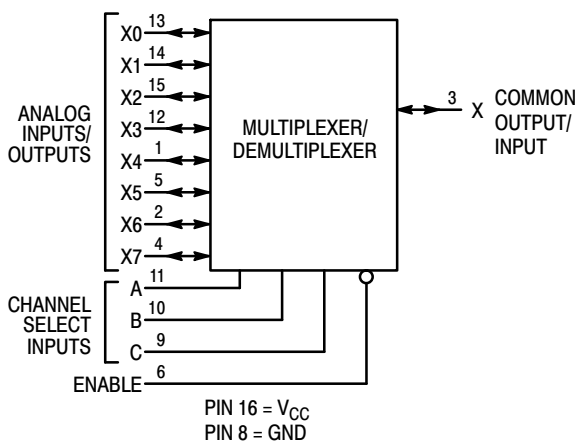 ANALOG
INPUTS/
OUTPUTS
X0 13
X1 14
X2 15
X3 12
X4 1
X5 5
X6 2
X7 4
MULTIPLEXER/
DEMULTIPLEXER
3 X COMMON
OUTPUT/
INPUT
CHANNEL
SELECT
INPUTS
A 11
B 10
C 9
ENABLE 6
PIN 16 = VCC
PIN 8 = GND